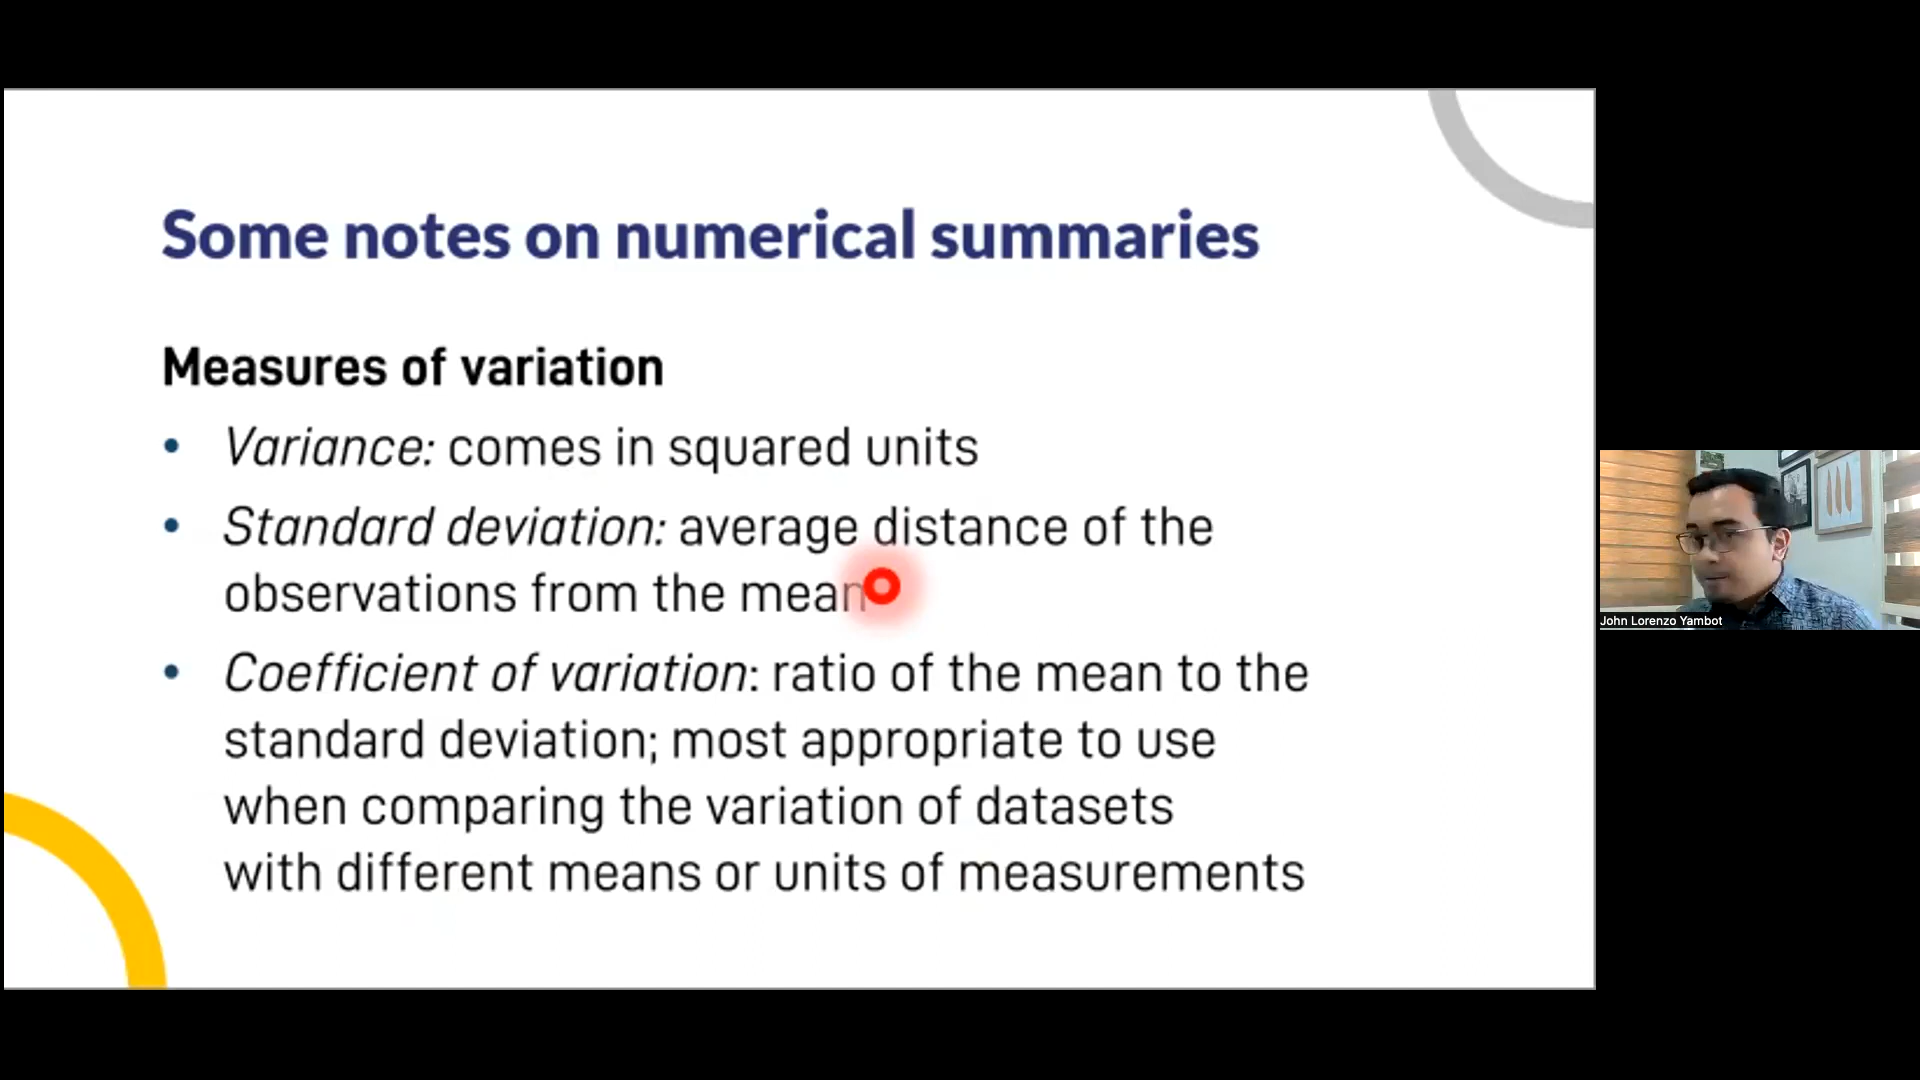 Some notes on numerical summaries
Measures of variation
• Variance: comes in squared units
• Standard deviation: average distance of the
observations from the mean
• Coefficient of variation: ratio of the mean to the
standard deviation; most appropriate to use
when comparing the variation of datasets
with different means or units of measurements
John Lorenzo Yambot